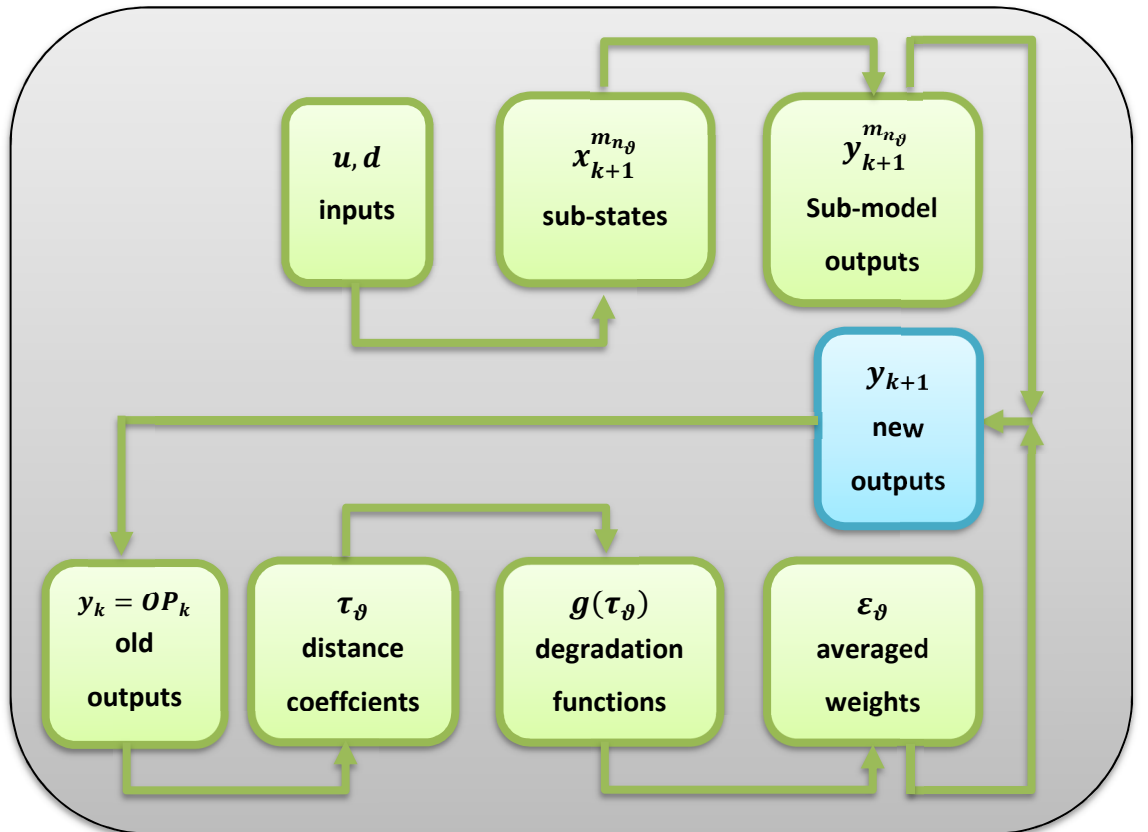 u, d
inputs
x_{k+1}^{m_{n_ϑ}}
sub-states
y_{k+1}^{m_{n_ϑ}}
Sub-model
outputs
y_{k+1}
new
outputs
y_k = OP_k
old
outputs
τ_ϑ
distance
coeffcients
g(τ_ϑ)
degradation
functions
ε_ϑ
averaged
weights